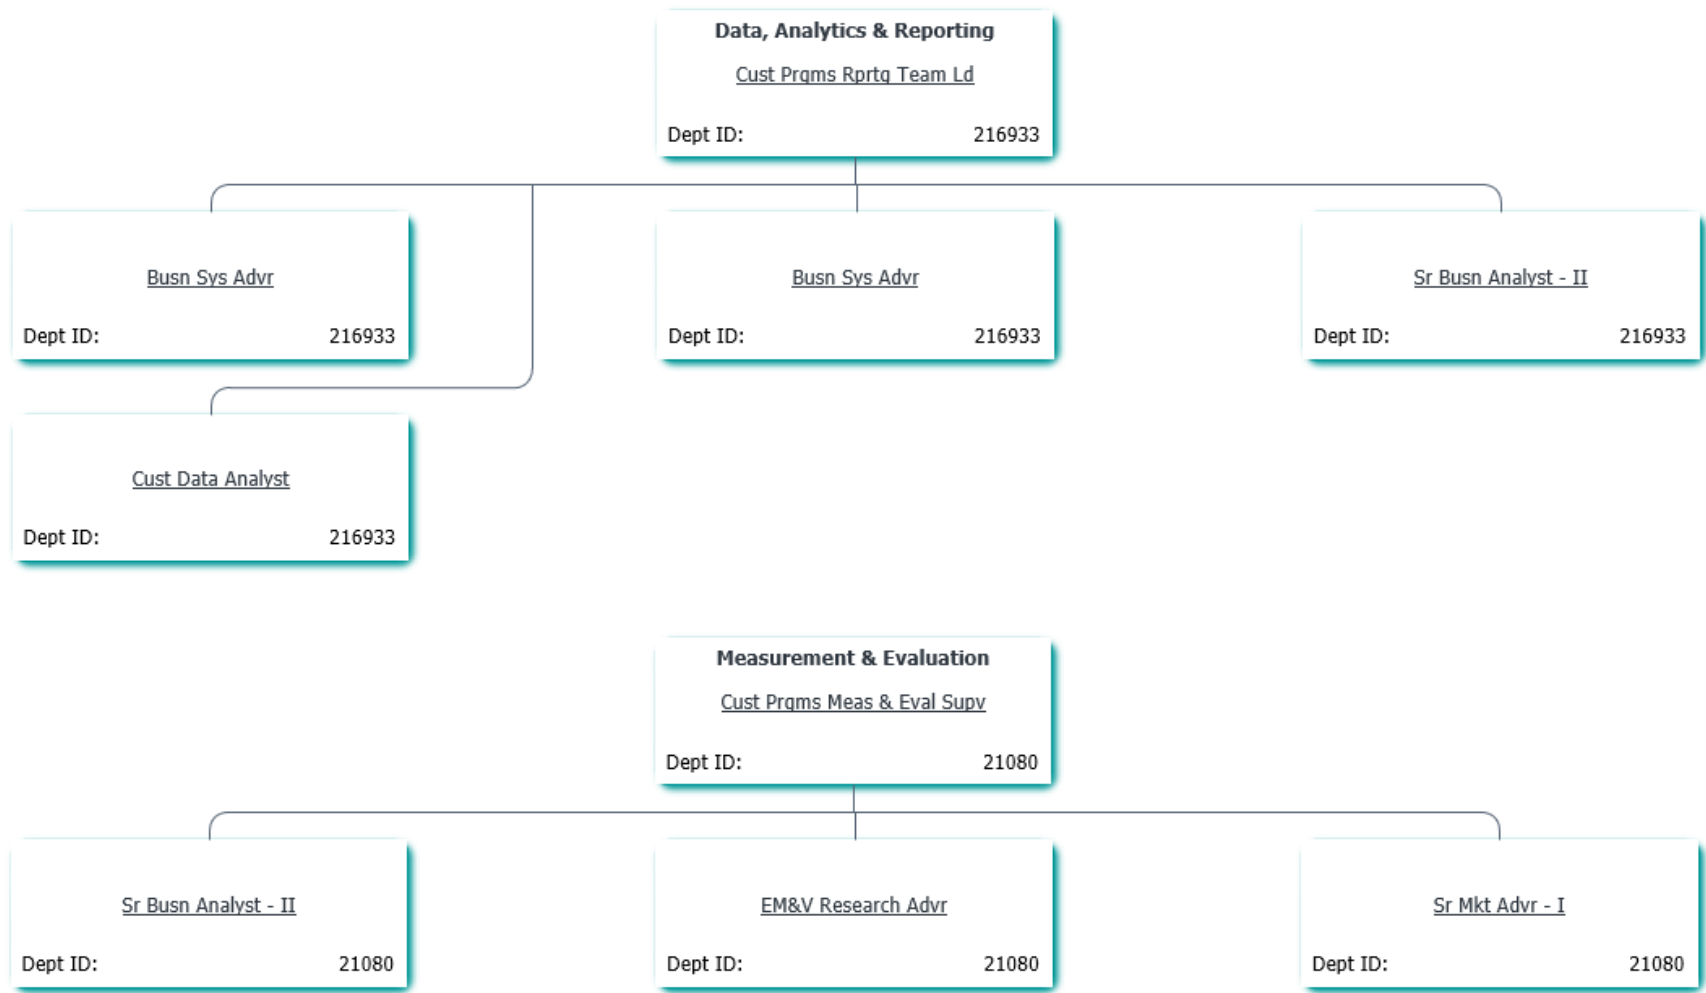 Data, Analytics & Reporting
Cust Prgms Rprtg Team Ld
Dept ID: 216933
Busn Sys Advr
Dept ID: 216933
Busn Sys Advr
Dept ID: 216933
Sr Busn Analyst - II
Dept ID: 216933
Cust Data Analyst
Dept ID: 216933
Measurement & Evaluation
Cust Prgms Meas & Eval Supv
Dept ID: 21080
Sr Busn Analyst - II
Dept ID: 21080
EM&V Research Advr
Dept ID: 21080
Sr Mkt Advr - I
Dept ID: 21080